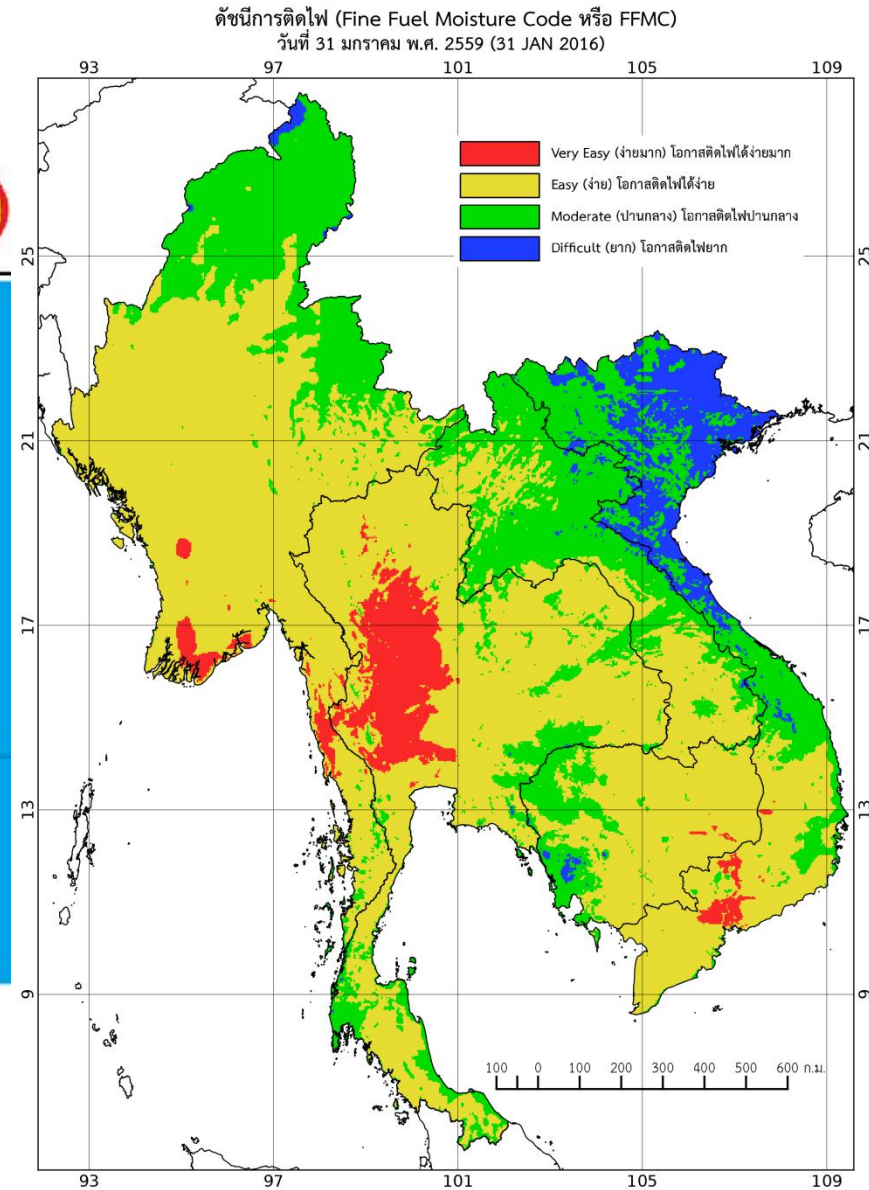 ดัชนีการติดไฟ (Fine Fuel Moisture Code หรือ FFMC)
วันที่ 31 มกราคม พ.ศ. 2559 (31 JAN 2016)
93 97 101 105 109
Very Easy (ง่ายมาก) โอกาสติดไฟได้ง่ายมาก
Easy (ง่าย) โอกาสติดไฟได้ง่าย
Moderate (ปานกลาง) โอกาสติดไฟปานกลาง
Difficult (ยาก) โอกาสติดไฟยาก
25 25
21 21
17 17
13 13
9 9
100 0 100 200 300 400 500 600 ก.ม.
93 97 101 105 109